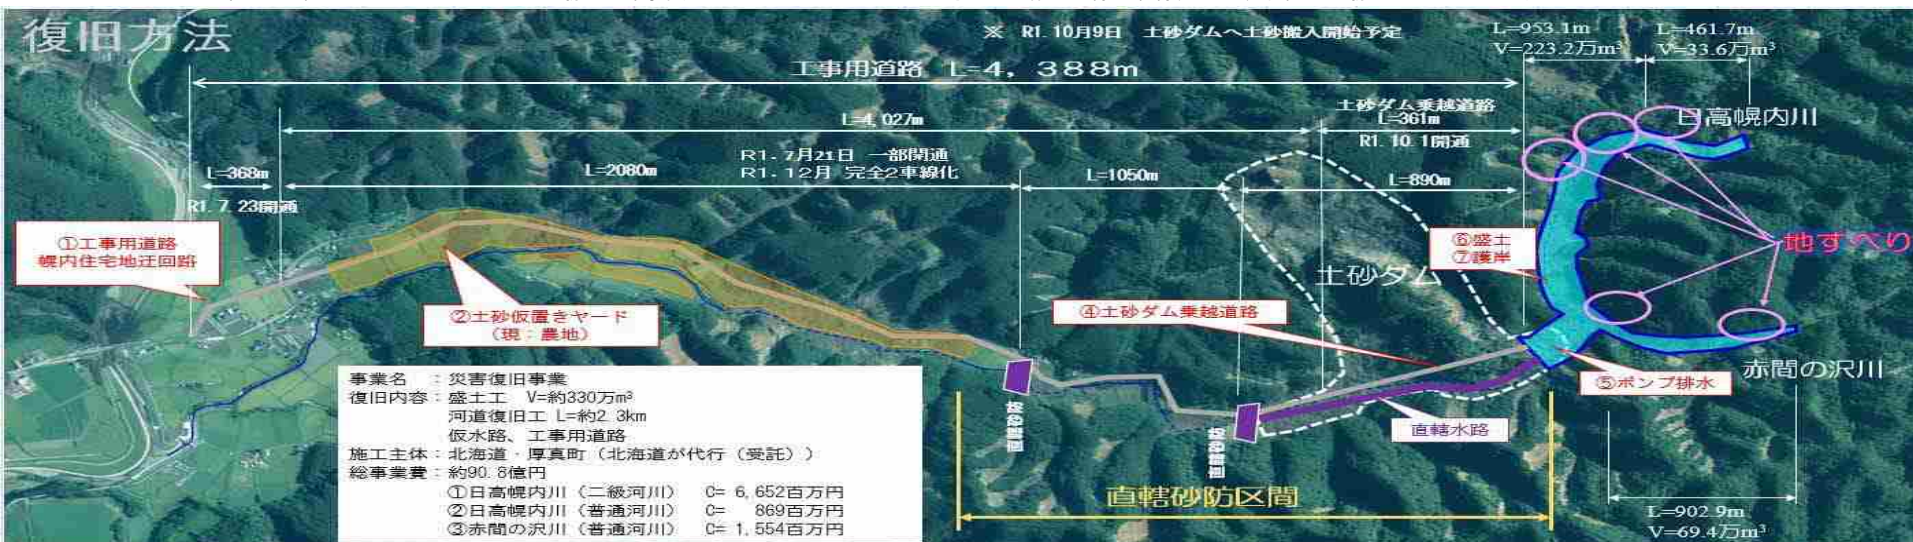 復旧方法
※ R1.10月9日 土砂ダムへ土砂搬入開始予定
L=953.1m
V=223.2万m³
L=461.7m
V=33.6万m³
工事用道路 L=4, 388m
日高幌内川
土砂ダム乗越道路
L=361m
R1.10.1開通
L=4,027m
L=368m
R1.7.23開通
L=2080m
R1.7月21日 一部開通
R1.12月 完全2車線化
L=1050m
L=890m
①工事用道路
幌内住宅地迂回路
②土砂仮置きヤード
(現:農地)
土砂ダム
④土砂ダム乗越道路
⑥盛土
⑦護岸
地すべり
⑤ポンプ排水
赤間の沢川
直轄水路
直轄砂防
直轄砂防
直轄砂防区間
L=902.9m
V=69.4万m³
事業名 :災害復旧事業
復旧内容:盛土工 V=約330万m³
河道復旧工 L=約2.3km
仮水路、工事用道路
施工主体:北海道・厚真町(北海道が代行(受託))
総事業費:約90.8億円
①日高幌内川(二級河川) C= 6,652百万円
②日高幌内川(普通河川) C= 869百万円
③赤間の沢川(普通河川) C= 1,554百万円